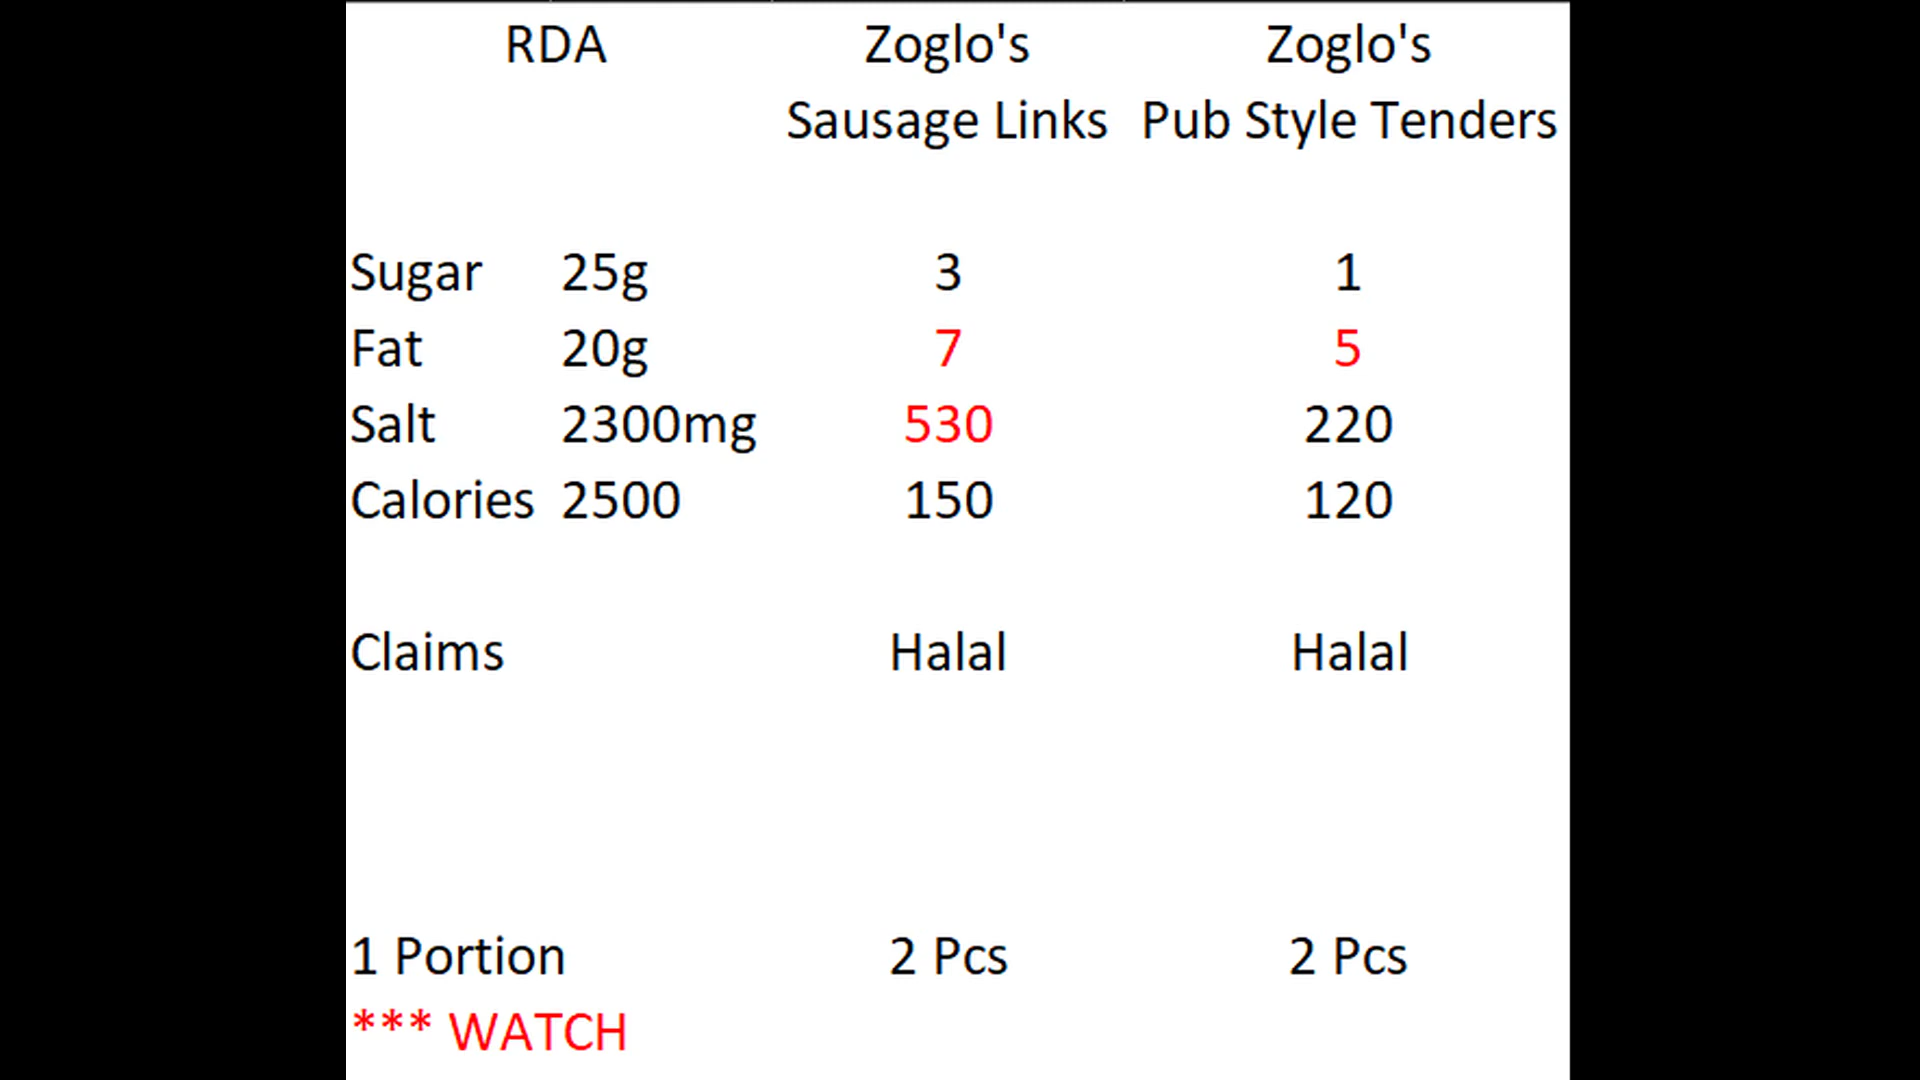 RDA Zoglo's Zoglo's
Sausage Links Pub Style Tenders
Sugar 25g 3 1
Fat 20g 7 5
Salt 2300mg 530 220
Calories 2500 150 120
Claims Halal Halal
1 Portion 2 Pcs 2 Pcs
*** WATCH